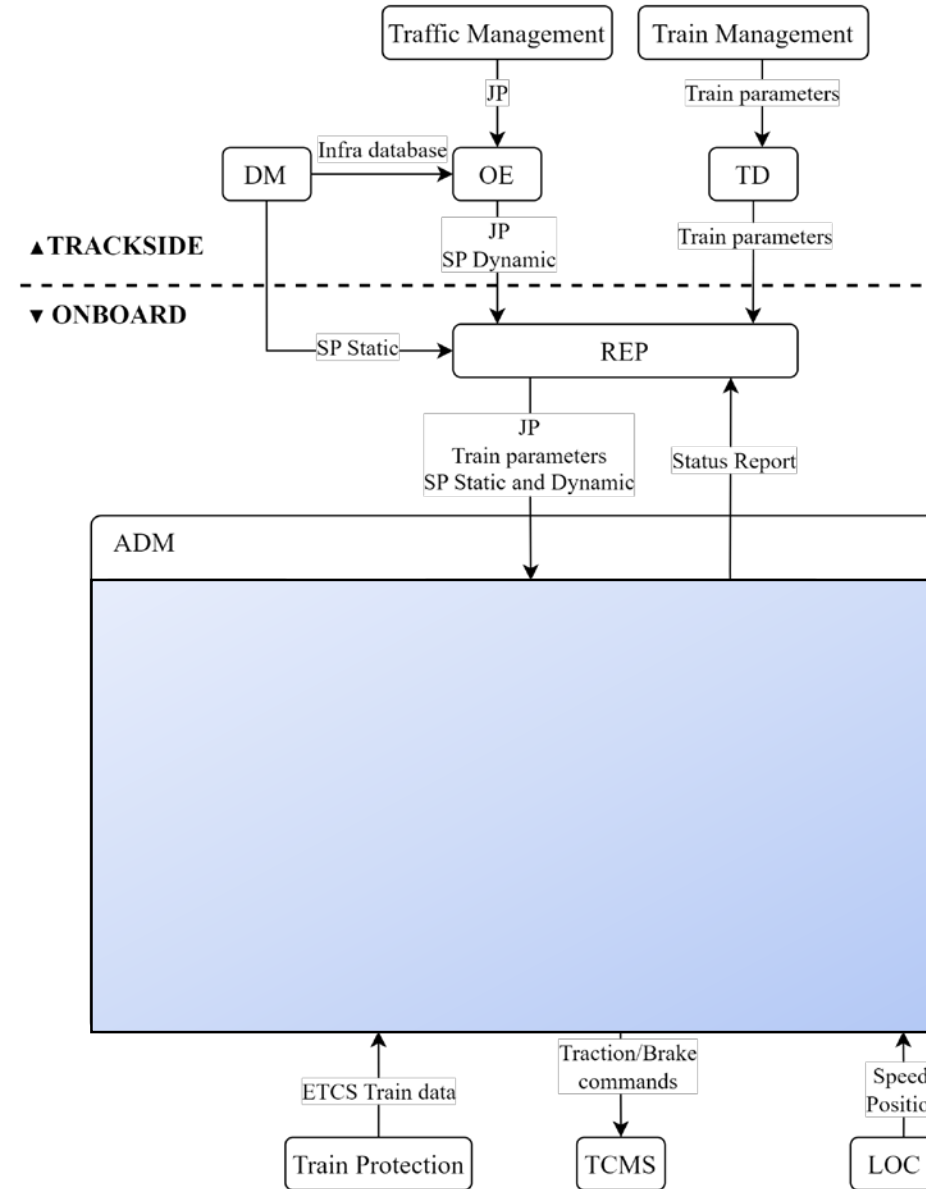 Traffic Management
Train Management
JP
Train parameters
Infra database
DM
OE
TD
JP
SP Dynamic
Train parameters
▲TRACKSIDE
▼ ONBOARD
SP Static
REP
JP
Train parameters
SP Static and Dynamic
Status Report
ADM
Traction/Brake
commands
ETCS Train data
Speed
Positio
Train Protection
TCMS
LOC